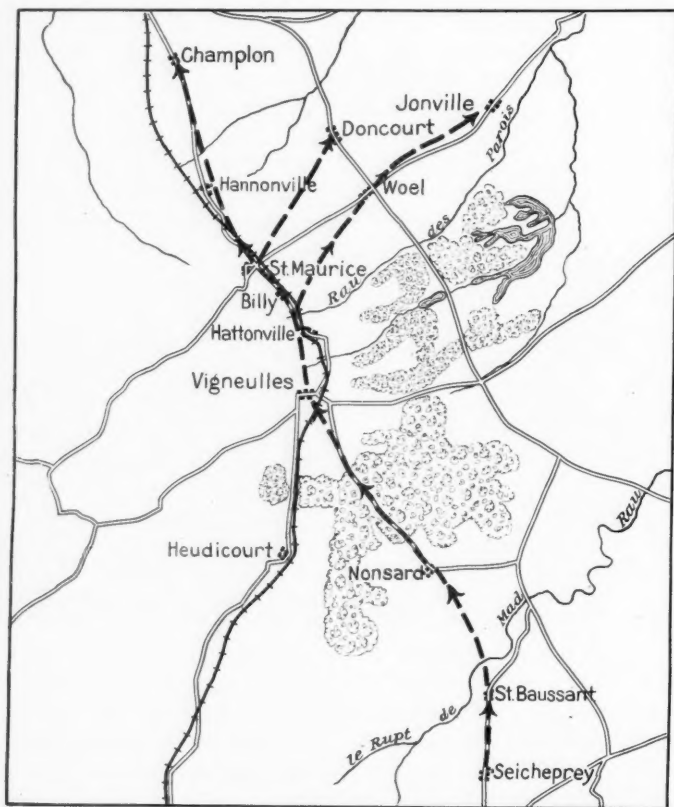 Champlon
Jonville
Doncourt
Hannonville
Woel
Rau des Parois
St.Maurice
Billy
Hattonville
Vigneulles
Heudicourt
Nonsard
le Rupt de Mad Rau
St.Baussant
Seicheprey